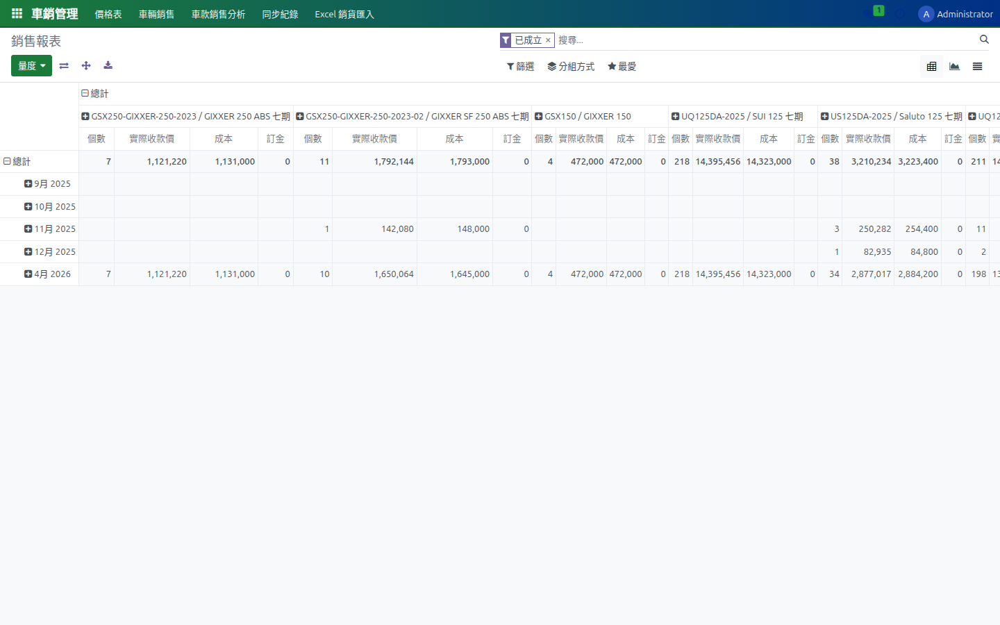 車銷管理 價格表 車輛銷售 車款銷售分析 同步紀錄 Excel 銷貨匯入 1 A Administrator
銷售報表 已成立 × 搜尋...
量度 篩選 分組方式 最愛
總計
GSX250-GIXXER-250-2023 / GIXXER 250 ABS 七期 GSX250-GIXXER-250-2023-02 / GIXXER SF 250 ABS 七期 GSX150 / GIXXER 150 UQ125DA-2025 / SUI 125 七期 US125DA-2025 / Saluto 125 七期 UQ12
個數 實際收款價 成本 訂金 個數 實際收款價 成本 訂金 個數 實際收款價 成本 訂金 個數 實際收款價 成本 訂金 個數 實際收款價 成本 訂金 個數 實
總計 7 1,121,220 1,131,000 0 11 1,792,144 1,793,000 0 4 472,000 472,000 0 218 14,395,456 14,323,000 0 38 3,210,234 3,223,400 0 211 14
9月 2025
10月 2025
11月 2025 1 142,080 148,000 0 3 250,282 254,400 0 11
12月 2025 1 82,935 84,800 0 2
4月 2026 7 1,121,220 1,131,000 0 10 1,650,064 1,645,000 0 4 472,000 472,000 0 218 14,395,456 14,323,000 0 34 2,877,017 2,884,200 0 198 13